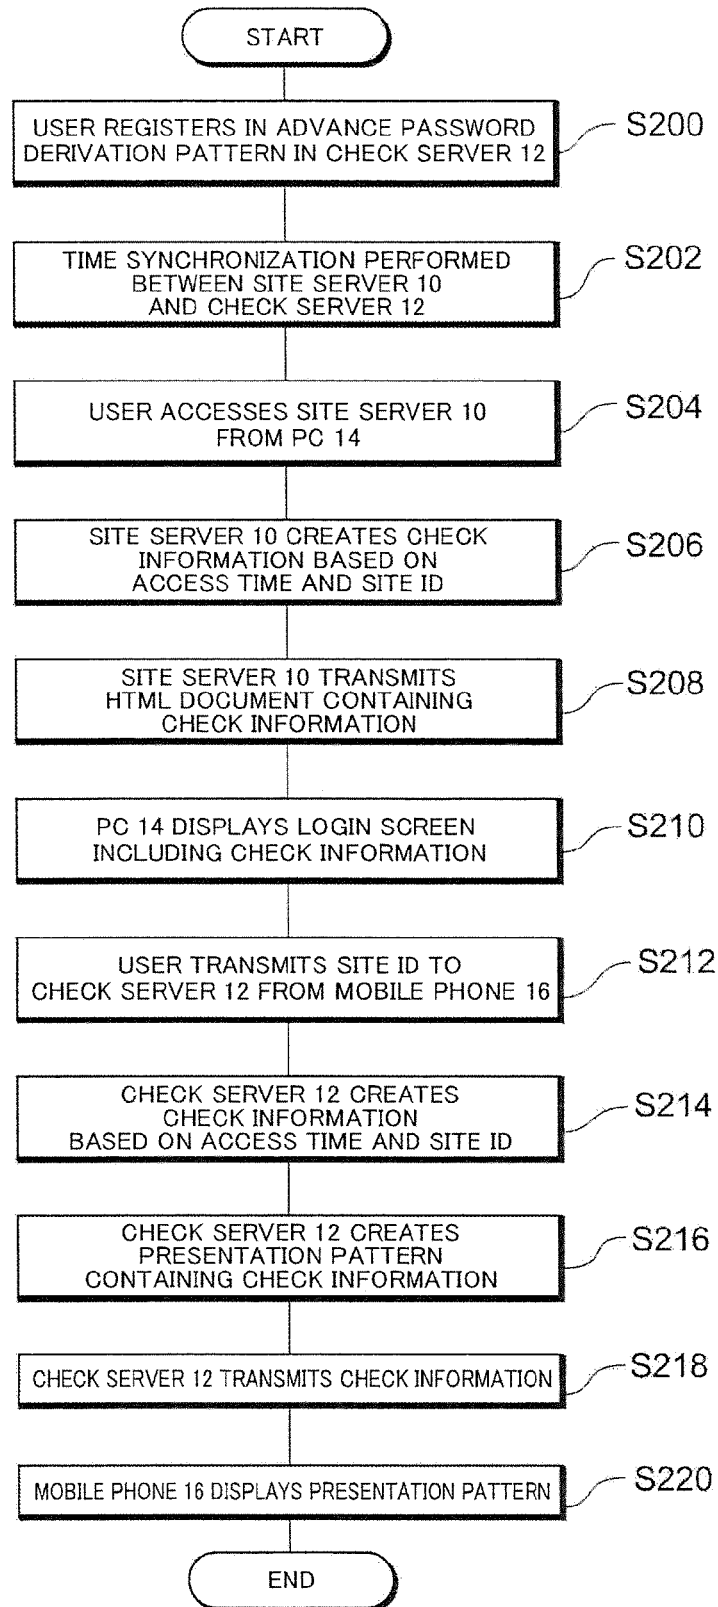 START
USER REGISTERS IN ADVANCE PASSWORD
DERIVATION PATTERN IN CHECK SERVER 12
S200
TIME SYNCHRONIZATION PERFORMED
BETWEEN SITE SERVER 10
AND CHECK SERVER 12
S202
USER ACCESSES SITE SERVER 10
FROM PC 14
S204
SITE SERVER 10 CREATES CHECK
INFORMATION BASED ON
ACCESS TIME AND SITE ID
S206
SITE SERVER 10 TRANSMITS
HTML DOCUMENT CONTAINING
CHECK INFORMATION
S208
PC 14 DISPLAYS LOGIN SCREEN
INCLUDING CHECK INFORMATION
S210
USER TRANSMITS SITE ID TO
CHECK SERVER 12 FROM MOBILE PHONE 16
S212
CHECK SERVER 12 CREATES
CHECK INFORMATION
BASED ON ACCESS TIME AND SITE ID
S214
CHECK SERVER 12 CREATES
PRESENTATION PATTERN
CONTAINING CHECK INFORMATION
S216
CHECK SERVER 12 TRANSMITS CHECK INFORMATION
S218
MOBILE PHONE 16 DISPLAYS PRESENTATION PATTERN
S220
END